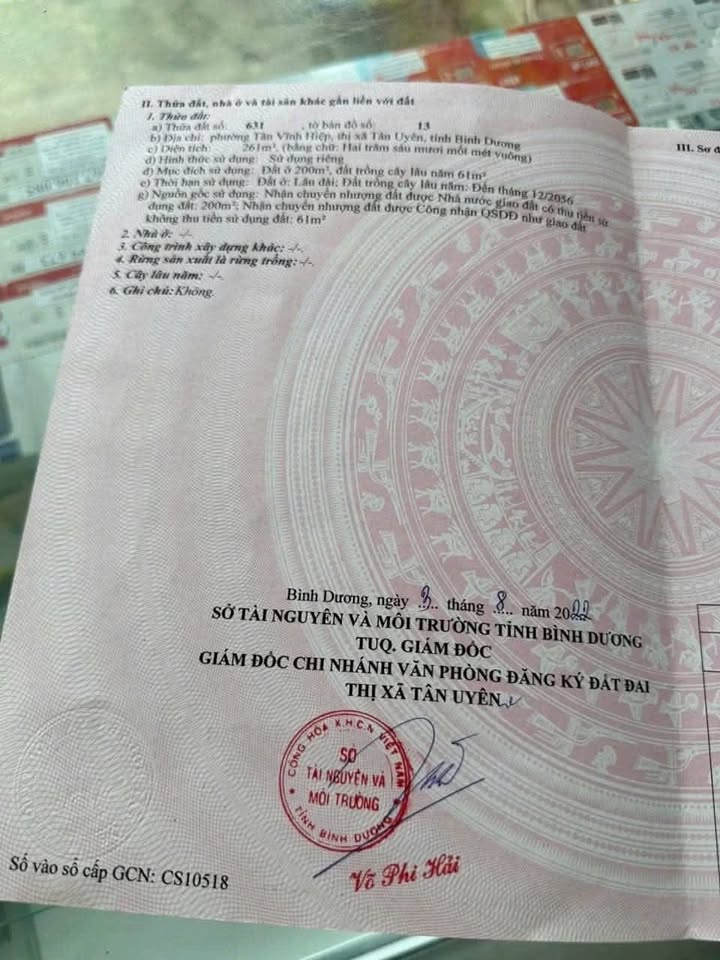 II. Thửa đất, nhà ở và tài sản khác gắn liền với đất
1. Thửa đất:
a) Thửa đất số: 631 , tờ bản đồ số: 13
b) Địa chỉ: phường Tân Vĩnh Hiệp, thị xã Tân Uyên, tỉnh Bình Dương
c) Diện tích: 261m², (bằng chữ: Hai trăm sáu mươi mốt mét vuông)
d) Hình thức sử dụng: Sử dụng riêng
đ) Mục đích sử dụng: Đất ở 200m², đất trồng cây lâu năm 61m²
e) Thời hạn sử dụng: Đất ở: Lâu dài; Đất trồng cây lâu năm: Đến tháng 12/2056
g) Nguồn gốc sử dụng: Nhận chuyển nhượng đất được Nhà nước giao đất có thu tiền sử
dụng đất: 200m²; Nhận chuyển nhượng đất được Công nhận QSDĐ như giao đất
không thu tiền sử dụng đất: 61m²
2. Nhà ở: -/-.
3. Công trình xây dựng khác: -/-.
4. Rừng sản xuất là rừng trồng: -/-.
5. Cây lâu năm: -/-.
6. Ghi chú: Không.
III. Sơ đ
Bình Dương, ngày 3 tháng 8 năm 2022
SỞ TÀI NGUYÊN VÀ MÔI TRƯỜNG TỈNH BÌNH DƯƠNG
TUQ. GIÁM ĐỐC
GIÁM ĐỐC CHI NHÁNH VĂN PHÒNG ĐĂNG KÝ ĐẤT ĐAI
THỊ XÃ TÂN UYÊN
CỘNG HÒA X.H.C.N VIỆT NAM
SỞ
TÀI NGUYÊN VÀ
MÔI TRƯỜNG
TỈNH BÌNH DƯƠNG
Võ Phi Hải
Số vào sổ cấp GCN: CS10518